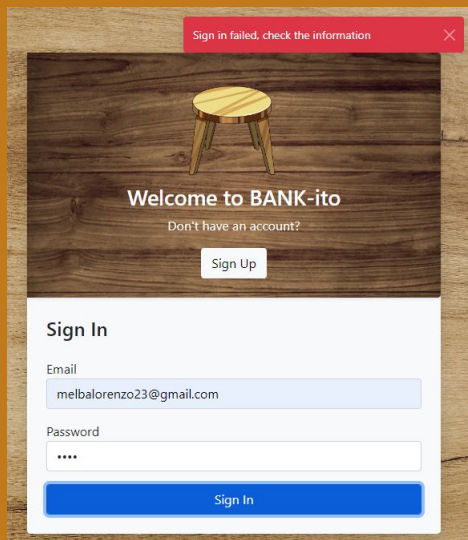 Sign in failed, check the information
Welcome to BANK-ito
Don't have an account?
Sign Up
Sign In
Email
melbalorenzo23@gmail.com
Password
••••
Sign In